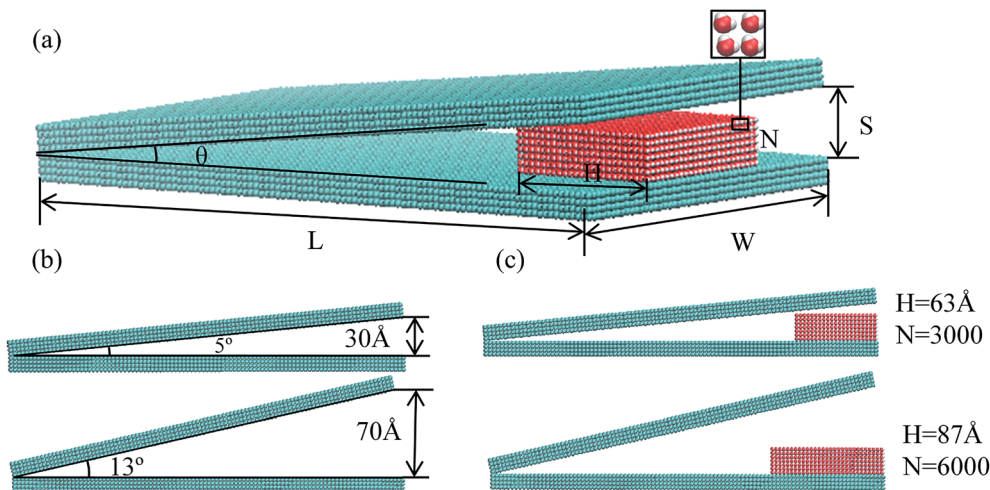 (a)
θ
H
N
S
L
W
(b)
5º
30Å
13º
70Å
(c)
H=63Å
N=3000
H=87Å
N=6000